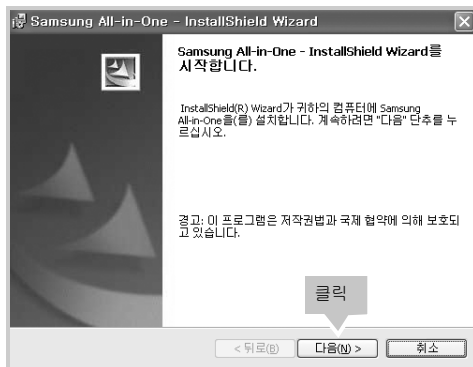 Samsung All-in-One - InstallShield Wizard
Samsung All-in-One - InstallShield Wizard를
시작합니다.
InstallShield(R) Wizard가 귀하의 컴퓨터에 Samsung
All-in-One을(를) 설치합니다. 계속하려면 "다음" 단추를 누
르십시오.
경고: 이 프로그램은 저작권법과 국제 협약에 의해 보호되
고 있습니다.
클릭
< 뒤로(B) 다음(N) > 취소